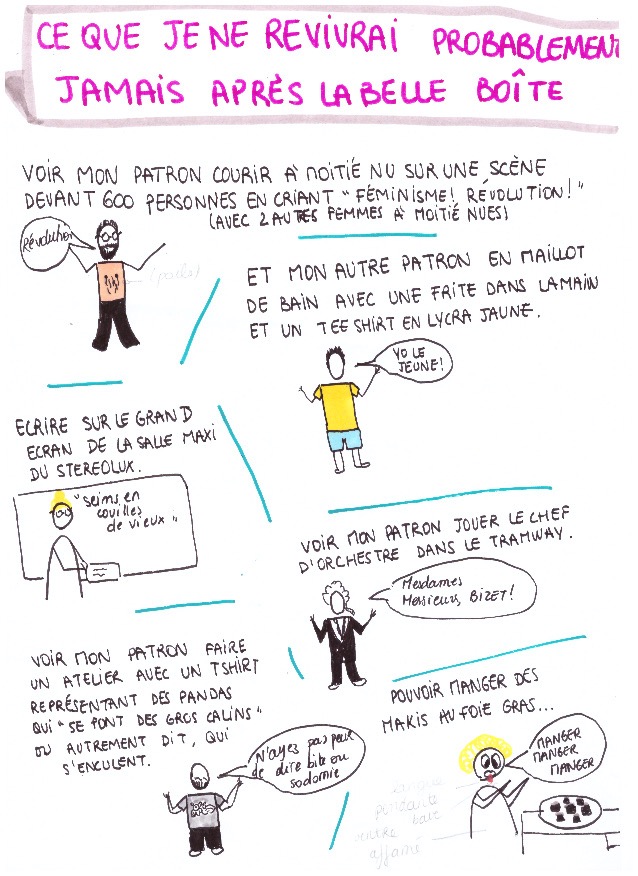 CE QUE JE NE REVIVRAI PROBABLEMENT
JAMAIS APRÈS LA BELLE BOÎTE
VOIR MON PATRON COURIR À MOITIÉ NU SUR UNE SCÈNE
DEVANT 600 PERSONNES EN CRIANT "FÉMINISME! RÉVOLUTION!"
(AVEC 2 AUTRES FEMMES À MOITIÉ NUES)
Révolution
(poils)
ET MON AUTRE PATRON EN MAILLOT
DE BAIN AVEC UNE FRITE DANS LA MAIN
ET UN TEE SHIRT EN LYCRA JAUNE.
YO LE
JEUNE!
ECRIRE SUR LE GRAND
ECRAN DE LA SALLE MAXI
DU STEREOLUX.
"seins en
couilles
de vieux"
VOIR MON PATRON JOUER LE CHEF
D'ORCHESTRE DANS LE TRAMWAY.
Mesdames
Messieurs, BIZET!
VOIR MON PATRON FAIRE
UN ATELIER AVEC UN TSHIRT
REPRÉSENTANT DES PANDAS
QUI "SE FONT DES GROS CALINS"
OU AUTREMENT DIT, QUI
S'ENCULENT.
N'ayez pas peur
de dire bite ou
sodomie
POUVOIR MANGER DES
MAKIS AU FOIE GRAS...
MANGER
MANGER
MANGER
langue
pendante
ventre
affamé